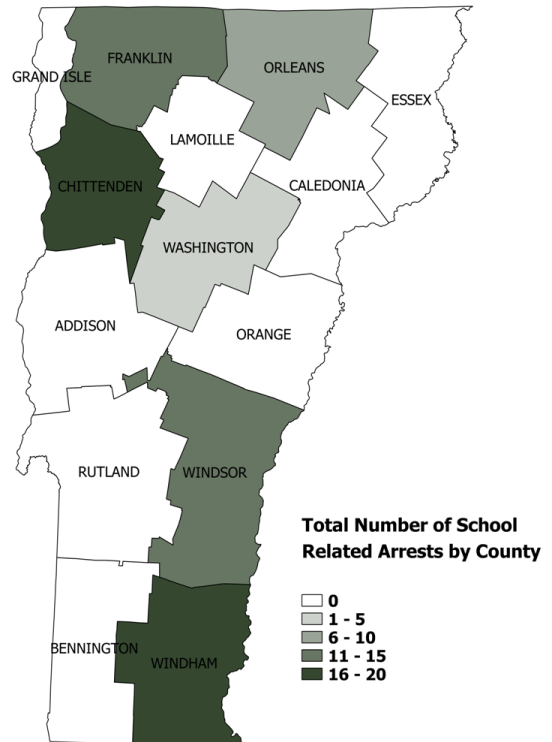 FRANKLIN
ORLEANS
GRAND ISLE
ESSEX
LAMOILLE
CHITTENDEN
CALEDONIA
WASHINGTON
ADDISON
ORANGE
RUTLAND
WINDSOR
Total Number of School
Related Arrests by County
0
1 - 5
6 - 10
11 - 15
16 - 20
BENNINGTON
WINDHAM